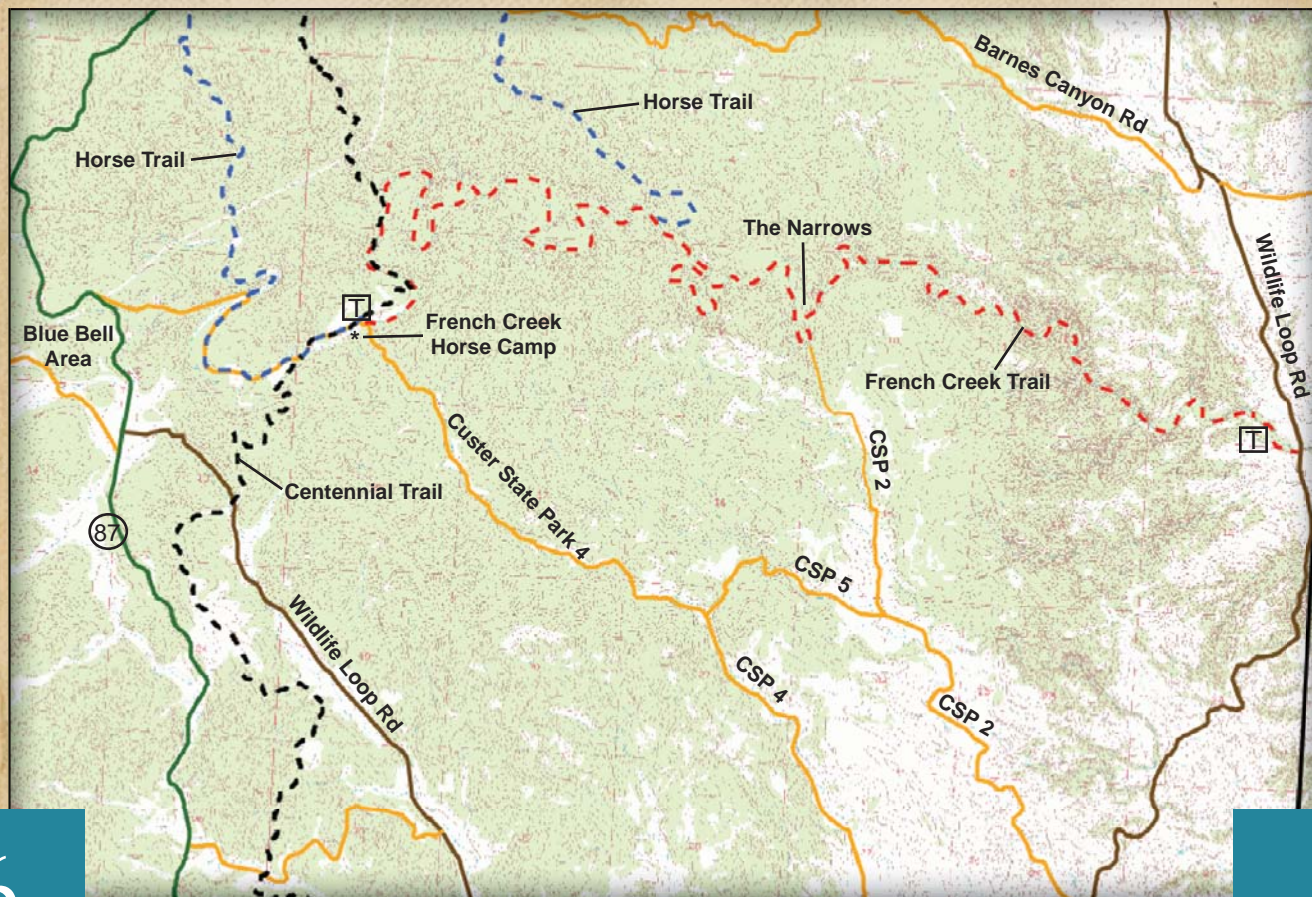 Barnes Canyon Rd
Horse Trail
Horse Trail
The Narrows
Wildlife Loop Rd
T
French Creek
Horse Camp
Blue Bell
Area
French Creek Trail
T
Custer State Park 4
CSP 2
Centennial Trail
87
CSP 5
Wildlife Loop Rd
CSP 4
CSP 2